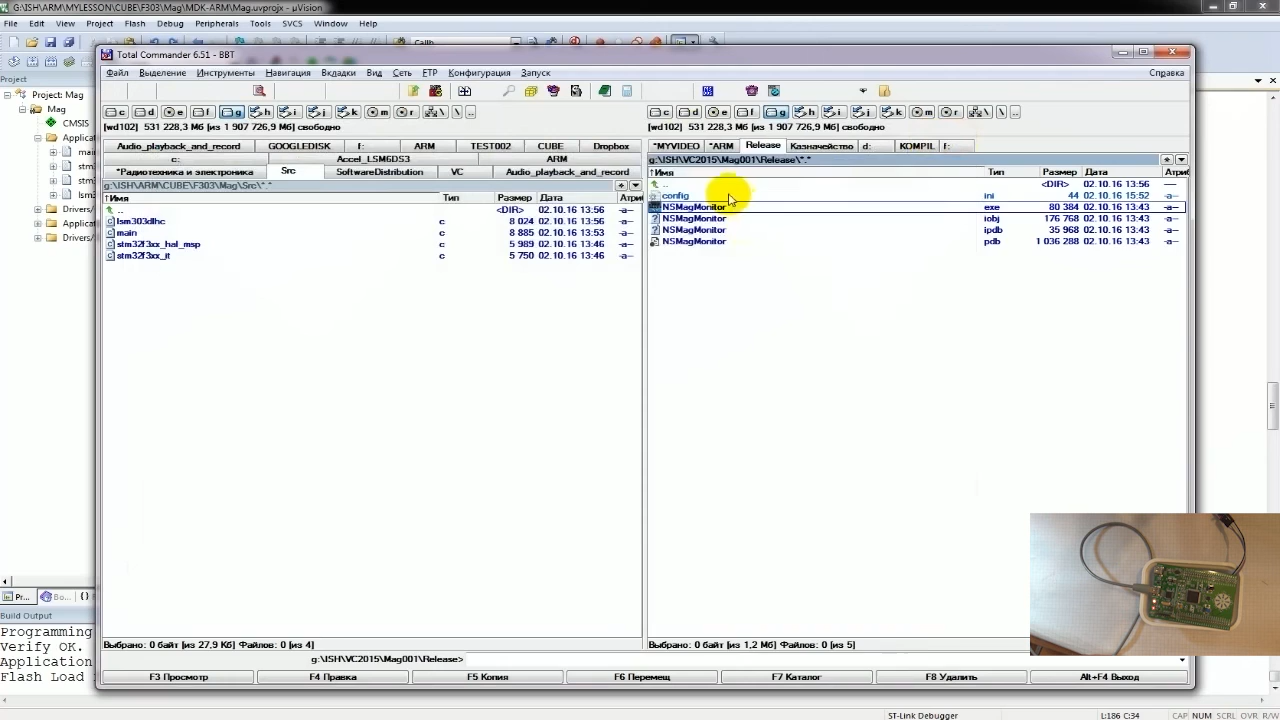 G:\ISH\ARM\MYLESSON\CUBE\F303\Mag\MDK-ARM\Mag.uvprojx - µVision
File Edit View Project Flash Debug Peripherals Tools SVCS Window Help
Total Commander 6.51 - BBT
Файл Выделение Инструменты Навигация Вкладки Вид Сеть FTP Конфигурация Запуск Справка
Project
Project: Mag
Mag
CMSIS
c d e f g h i j k m r \ ..
c d e f g h i j k m r \ ..
[wd102] 531 228,3 Мб [из 1 907 726,9 Мб] свободно
[wd102] 531 228,3 Мб [из 1 907 726,9 Мб] свободно
Audio_playback_and_record GOOGLEDISK f: ARM TEST002 CUBE Dropbox
c: Accel_LSM6DS3 ARM
*Радиотехника и электроника Src SoftwareDistribution VC Audio_playback_and_record
g:\ISH\ARM\CUBE\F303\Mag\Src\*.*
↑Имя Тип Размер Дата Атри
.. <DIR> 02.10.16 13:56 -a--
lsm303dlhc c 8 024 02.10.16 13:56 -a--
main c 8 885 02.10.16 13:53 -a--
stm32f3xx_hal_msp c 5 989 02.10.16 13:46 -a--
stm32f3xx_it c 5 750 02.10.16 13:46 -a--
*MYVIDEO *ARM Release Казначейство d: KOMPIL f:
g:\ISH\VC2015\Mag001\Release\*.*
↑Имя Тип Размер Дата Атри
.. <DIR> 02.10.16 13:56
config ini 44 02.10.16 15:52 -a--
NSMagMonitor exe 80 384 02.10.16 13:43 -a--
NSMagMonitor iobj 176 768 02.10.16 13:43 -a--
NSMagMonitor ipdb 35 968 02.10.16 13:43 -a--
NSMagMonitor pdb 1 036 288 02.10.16 13:43 -a--
Выбрано: 0 байт [из 27,9 Кб] Файлов: 0 [из 4]
Выбрано: 0 байт [из 1,2 Мб] Файлов: 0 [из 5]
g:\ISH\VC2015\Mag001\Release>
F3 Просмотр F4 Правка F5 Копия F6 Перемещ F7 Каталог F8 Удалить Alt+F4 Выход
Build Output
Programming
Verify OK.
Application
Flash Load
ST-Link Debugger L:186 C:34 CAP NUM SCRL OVR R/W